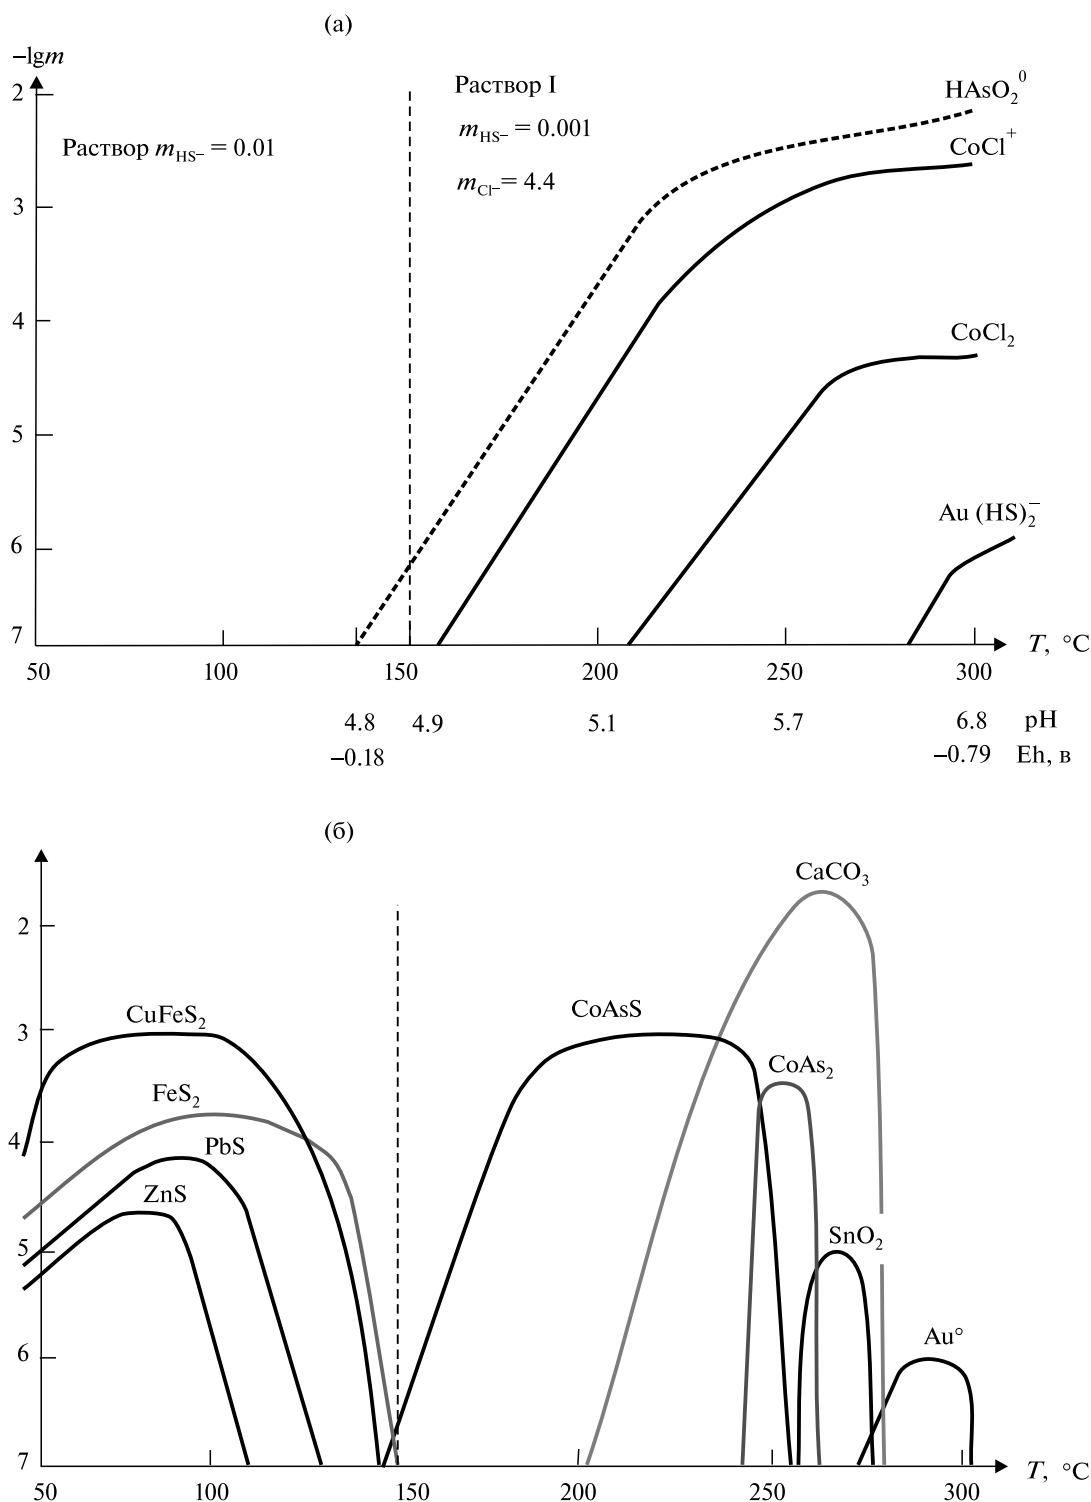 (а)
–lgm
2
3
4
5
6
7
Раствор m_HS– = 0.01
Раствор I
m_HS– = 0.001
m_Cl– = 4.4
HAsO₂⁰
CoCl⁺
CoCl₂
Au (HS)₂⁻
T, °C
50 100 150 200 250 300
4.8 4.9 5.1 5.7 6.8 pH
–0.18 –0.79 Eh, в
(б)
2
3
4
5
6
7
CaCO₃
CuFeS₂
CoAsS
CoAs₂
FeS₂
PbS
ZnS
SnO₂
Au°
T, °C
50 100 150 200 250 300